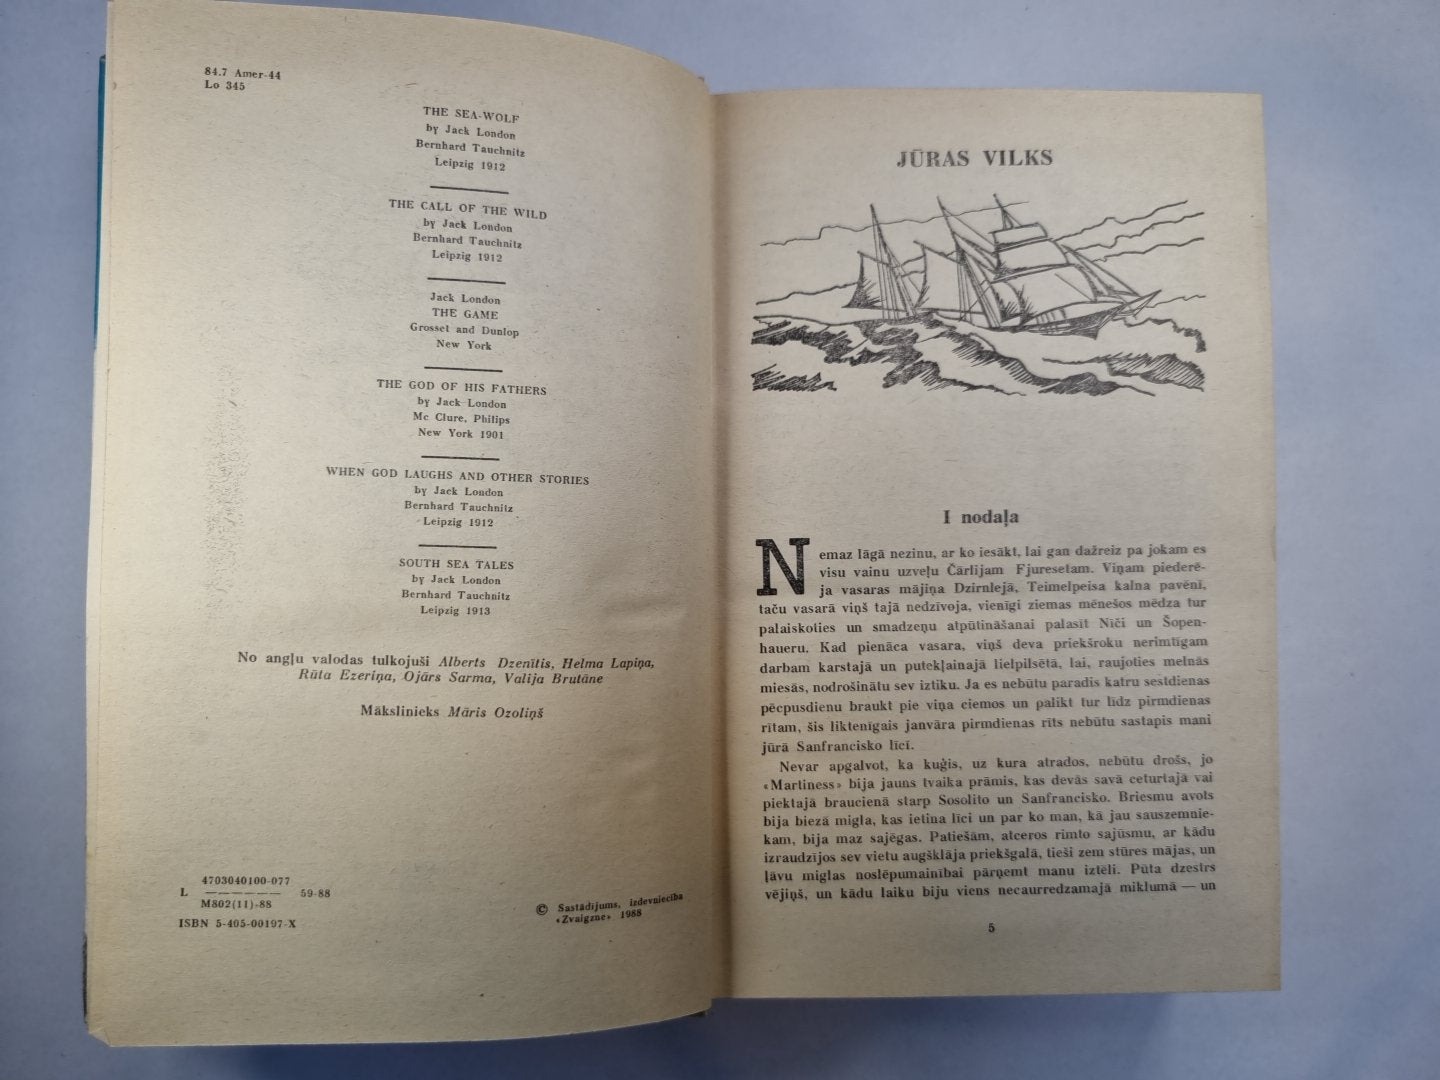 84.7 Amer-44
Lo 345
THE SEA-WOLF
by Jack London
Bernhard Tauchnitz
Leipzig 1912
THE CALL OF THE WILD
by Jack London
Bernhard Tauchnitz
Leipzig 1912
Jack London
THE GAME
Grosset and Dunlop
New York
THE GOD OF HIS FATHERS
by Jack London
Mc Clure, Philips
New York 1901
WHEN GOD LAUGHS AND OTHER STORIES
by Jack London
Bernhard Tauchnitz
Leipzig 1912
SOUTH SEA TALES
by Jack London
Bernhard Tauchnitz
Leipzig 1913
No angļu valodas tulkojuši Alberts Dzenītis, Helma Lapiņa,
Rūta Ezeriņa, Ojārs Sarma, Valija Brutāne
Mākslinieks Māris Ozoliņš
4703040100-077
L ——————— 59-88
M802(11)-88
ISBN 5-405-00197-X
© Sastādījums, izdevniecība
«Zvaigzne» 1988
JŪRAS VILKS
I nodaļa
Nemaz lāgā nezinu, ar ko iesākt, lai gan dažreiz pa jokam es
visu vainu uzveļu Čārlijam Fjuresetam. Viņam piederē-
ja vasaras mājiņa Dzirnlejā, Teimelpeisa kalna pavēnī,
taču vasarā viņš tajā nedzīvoja, vienīgi ziemas mēnešos mēdza tur
palaiskoties un smadzeņu atpūtināšanai palasīt Nīči un Šopen-
haueru. Kad pienāca vasara, viņš deva priekšroku nerimtīgam
darbam karstajā un putekļainajā lielpilsētā, lai, raujoties melnās
miesās, nodrošinātu sev iztiku. Ja es nebūtu paradis katru sestdienas
pēcpusdienu braukt pie viņa ciemos un palikt tur līdz pirmdienas
rītam, šis liktenīgais janvāra pirmdienas rīts nebūtu sastapis mani
jūrā Sanfrancisko līcī.
Nevar apgalvot, ka kuģis, uz kura atrados, nebūtu drošs, jo
«Martiness» bija jauns tvaika prāmis, kas devās savā ceturtajā vai
piektajā braucienā starp Sosolito un Sanfrancisko. Briesmu avots
bija biezā migla, kas ietina līci un par ko man, kā jau sauszemnie-
kam, bija maz sajēgas. Patiešām, atceros rimto sajūsmu, ar kādu
izraudzījos sev vietu augšklāja priekšgalā, tieši zem stūres mājas, un
ļāvu miglas noslēpumainībai pārņemt manu iztēli. Pūta dzestrs
vējiņš, un kādu laiku biju viens necaurredzamajā miklumā — un
5